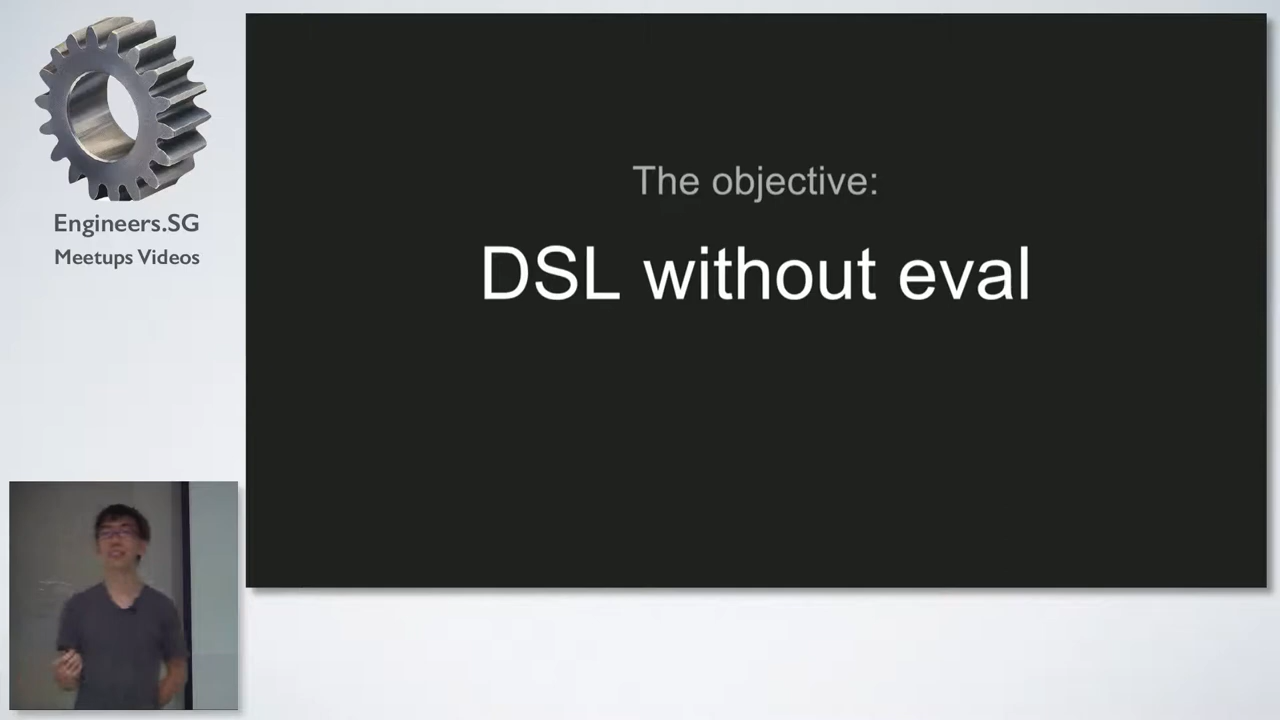 Engineers.SG
Meetups Videos
The objective:
DSL without eval